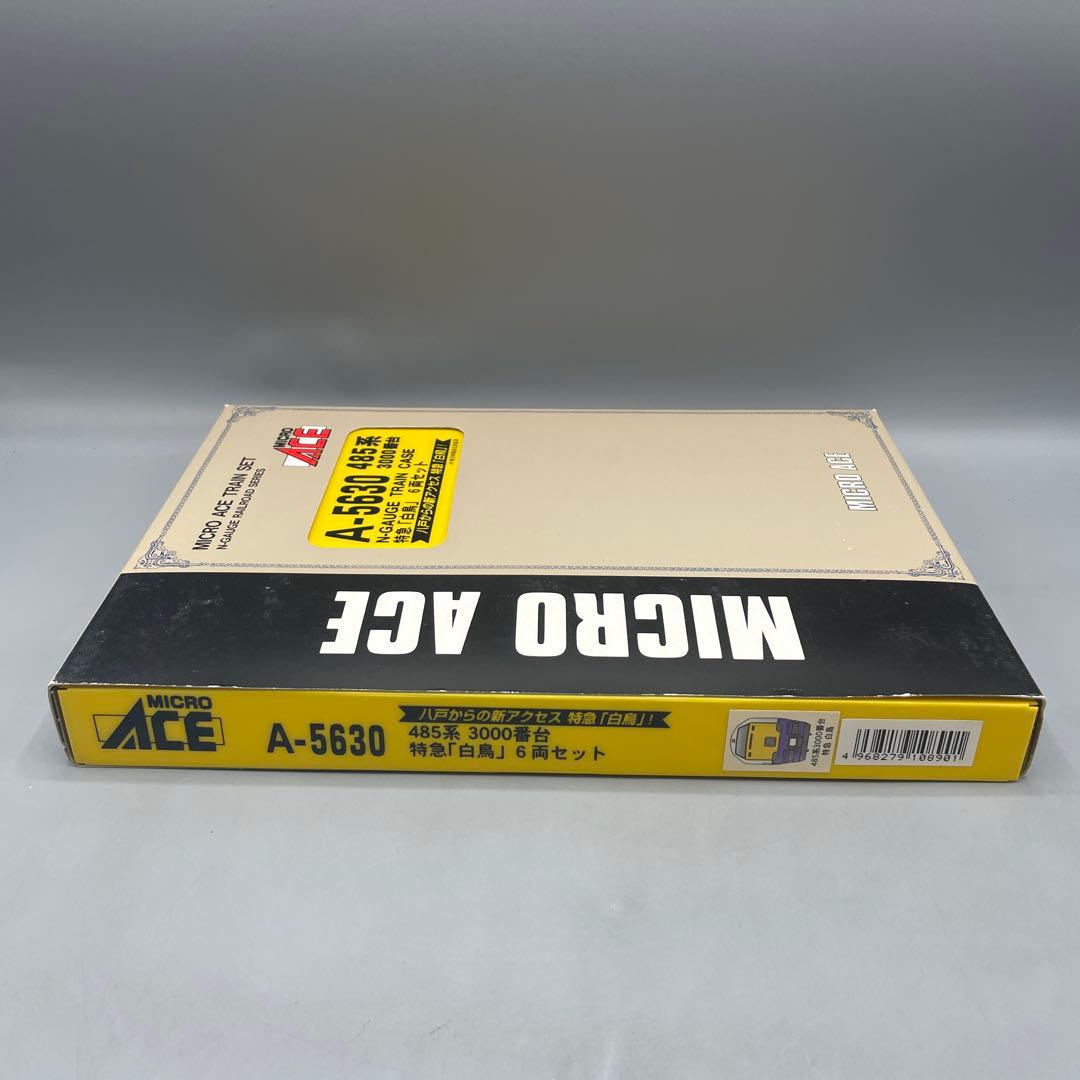 MICRO ACE TRAIN SET
N-GAUGE RAILROAD SERIES
MICRO
ACE
A-5630 485系
3000番台
N-GAUGE TRAIN CASE
特急「白鳥」 6両セット
八戸からの新アクセス 特急「白鳥」!
MICRO ACE
MICRO ACE
MICRO
ACE
A-5630
八戸からの新アクセス 特急「白鳥」!
485系 3000番台
特急「白鳥」6両セット
485系3000番台
特急 白鳥
4 968279 108901